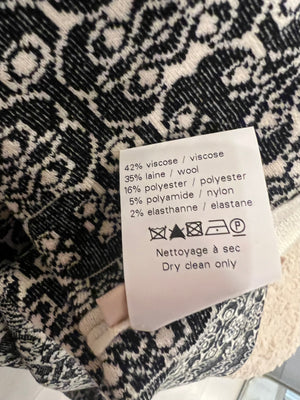 42% viscose / viscose
35% laine / wool
16% polyester / polyester
5% polyamide / nylon
2% elasthanne / elastane
Nettoyage à sec
Dry clean only